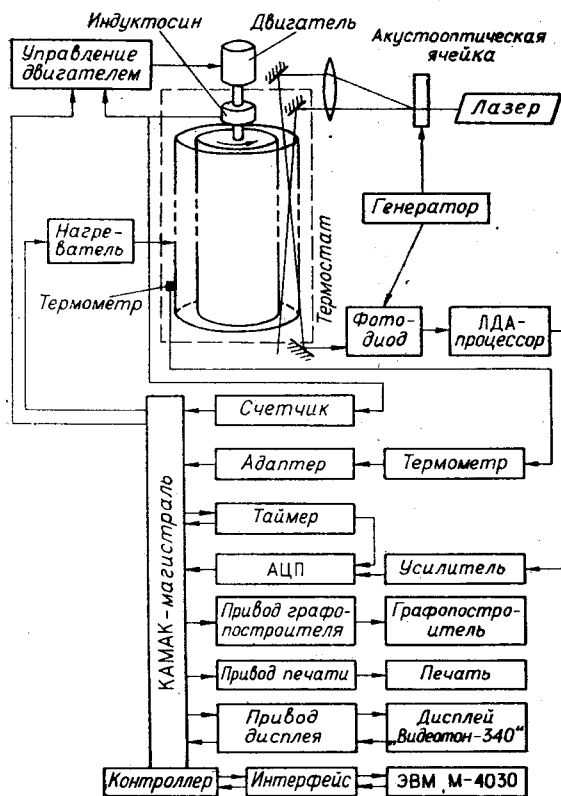 Индуктосин
Двигатель
Управление
двигателем
Акустооптическая
ячейка
Лазер
Генератор
Нагре-
ватель
Термостат
Термометр
Фото-
диод
ЛДА-
процессор
КАМАК-магистраль
Счетчик
Адаптер
Термометр
Таймер
АЦП
Усилитель
Привод графо-
построителя
Графопостро-
итель
Привод печати
Печать
Привод
дисплея
Дисплей
„Видеотон-340"
Контроллер
Интерфейс
ЭВМ М-4030